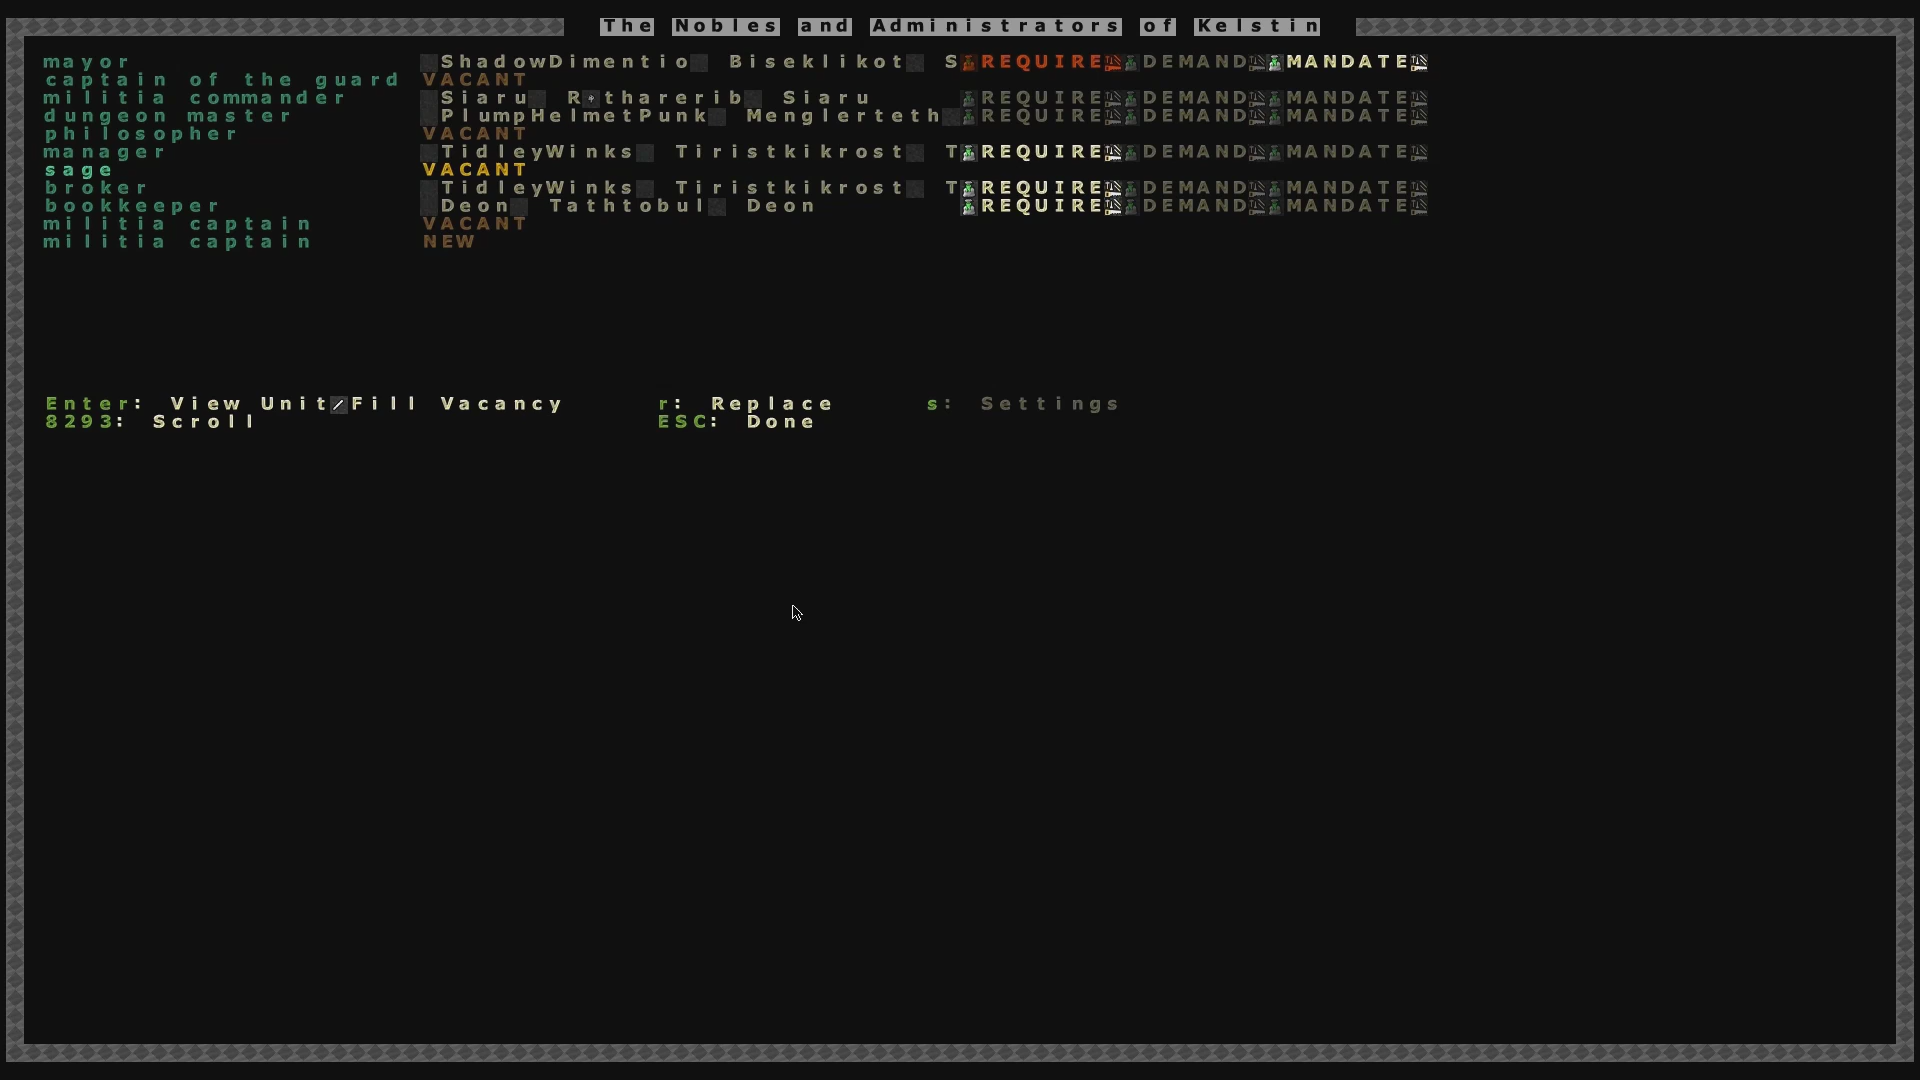 The Nobles and Administrators of Kelstin
mayor ShadowDimentio Biseklikot S REQUIRE DEMAND MANDATE
captain of the guard VACANT
militia commander Siaru R tharerib Siaru REQUIRE DEMAND MANDATE
dungeon master PlumpHelmetPunk Menglerteth REQUIRE DEMAND MANDATE
philosopher VACANT
manager TidleyWinks Tiristkikrost T REQUIRE DEMAND MANDATE
sage VACANT
broker TidleyWinks Tiristkikrost T REQUIRE DEMAND MANDATE
bookkeeper Deon Tathtobul Deon REQUIRE DEMAND MANDATE
militia captain VACANT
militia captain NEW
Enter: View Unit/Fill Vacancy r: Replace s: Settings
8293: Scroll ESC: Done